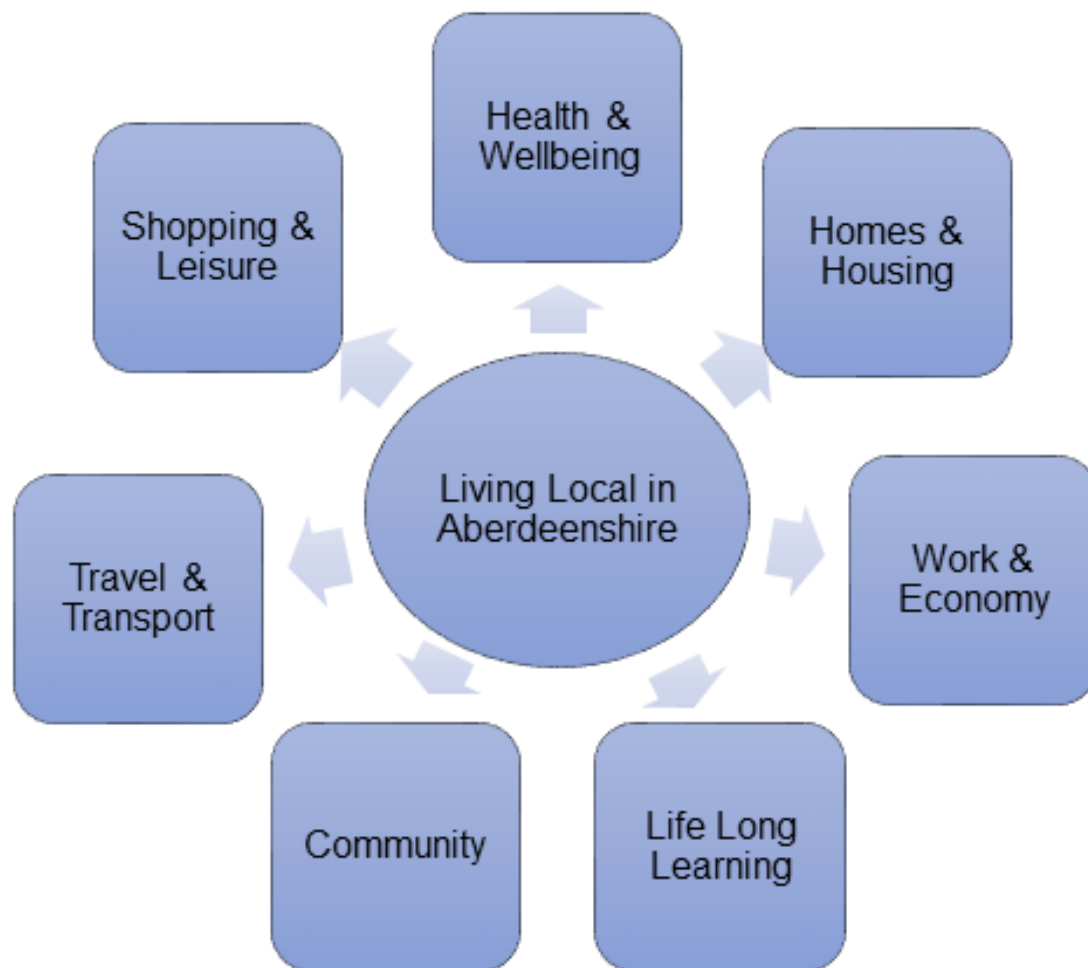 Health &
Wellbeing
Shopping &
Leisure
Homes &
Housing
Living Local in
Aberdeenshire
Travel &
Transport
Work &
Economy
Community
Life Long
Learning